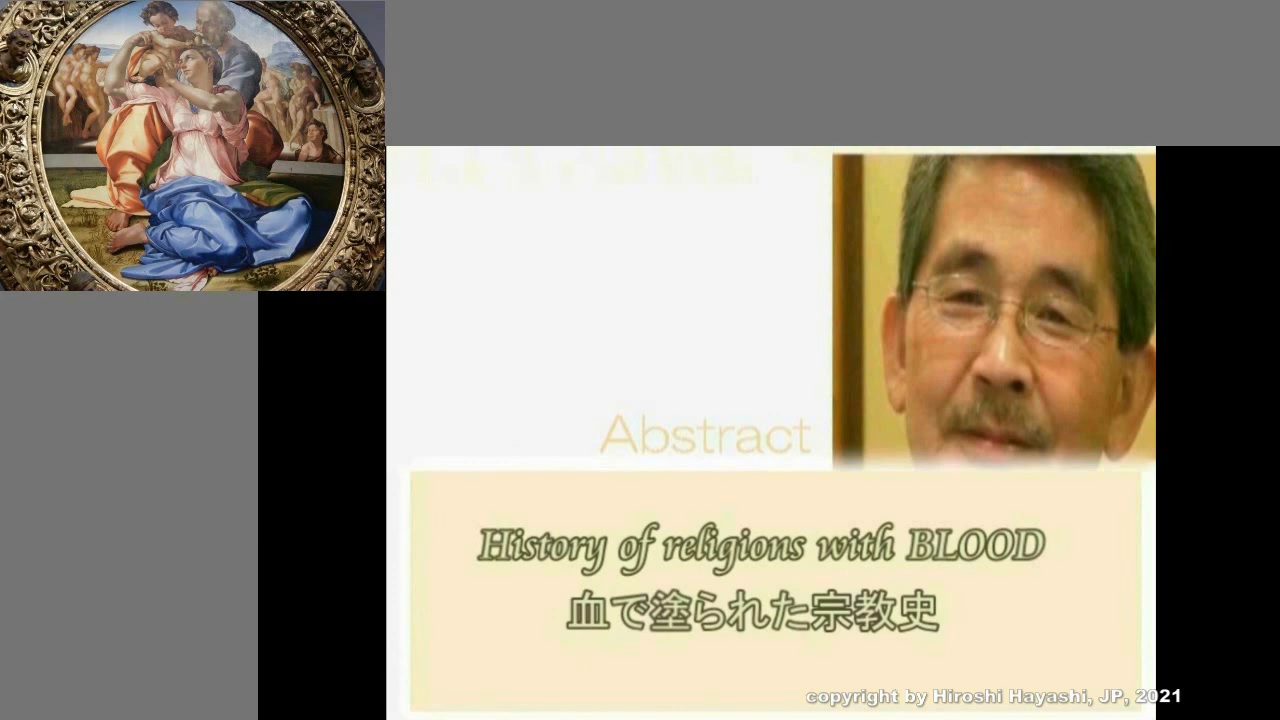 Abstract
History of religions with BLOOD
血で塗られた宗教史
copyright by Hiroshi Hayashi, JP, 2021